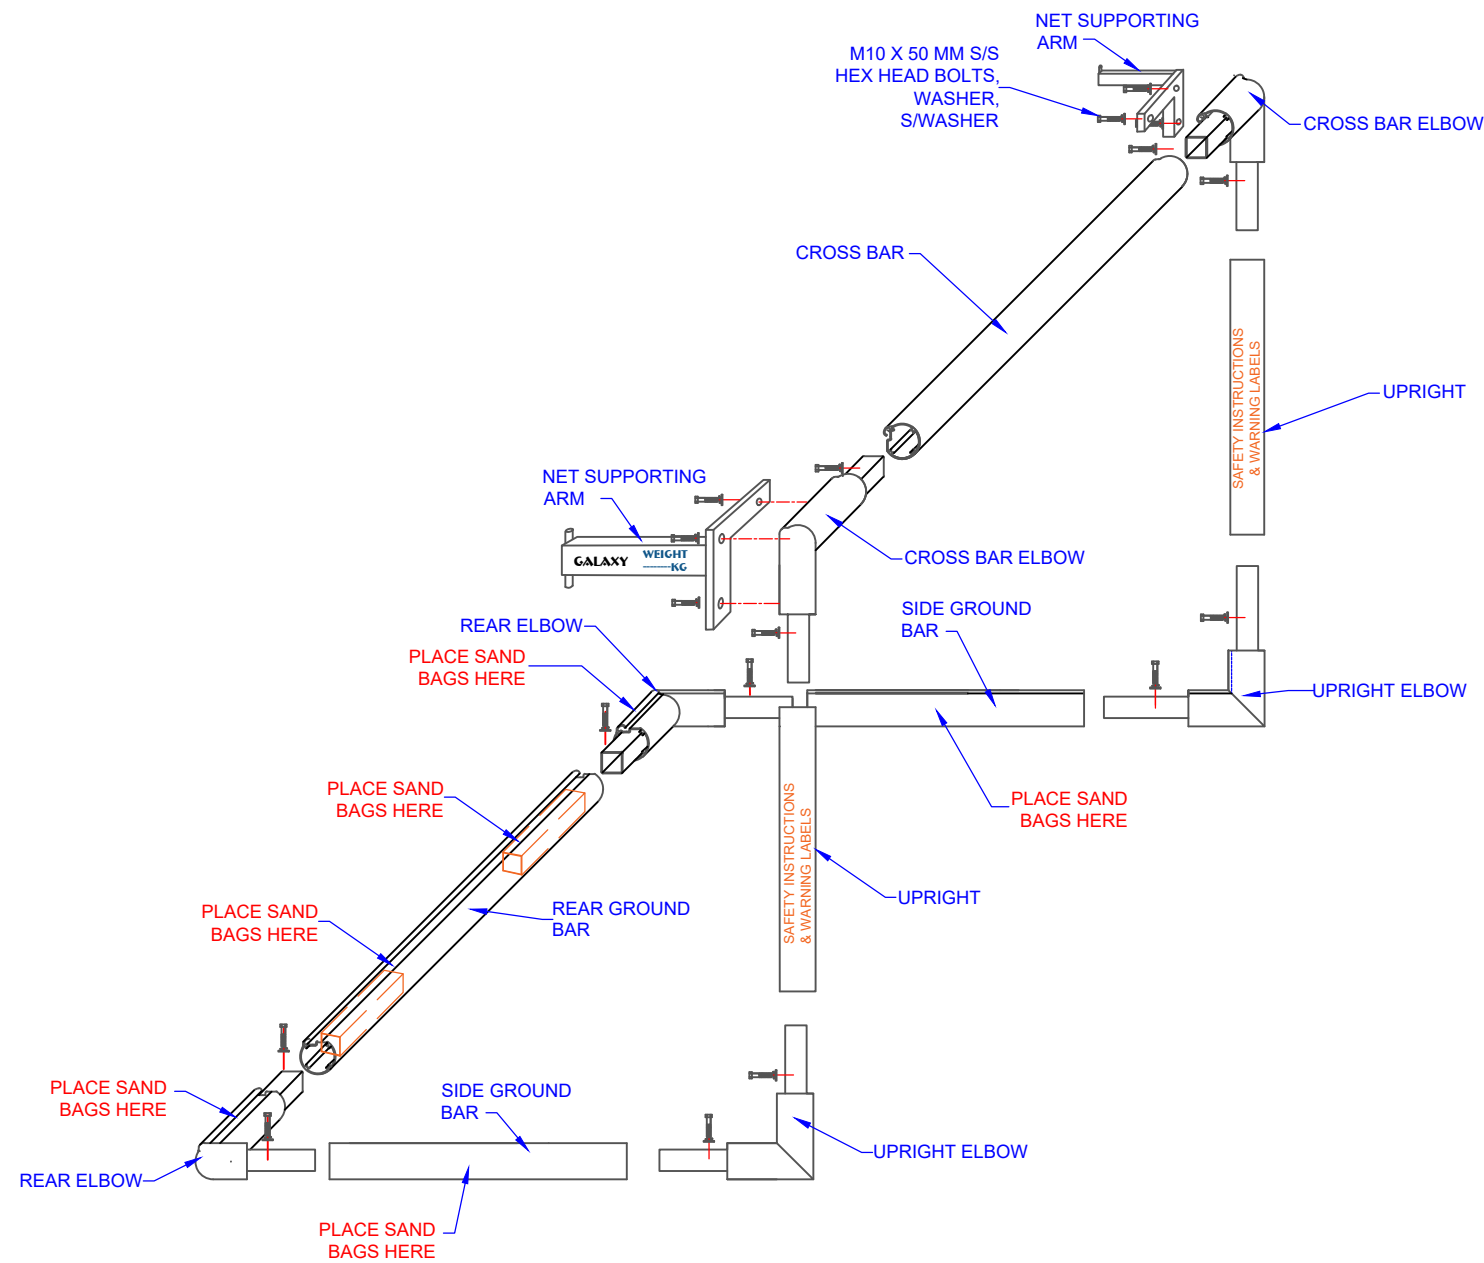 NET SUPPORTING
ARM
M10 X 50 MM S/S
HEX HEAD BOLTS,
WASHER,
S/WASHER
CROSS BAR ELBOW
CROSS BAR
SAFETY INSTRUCTIONS
& WARNING LABELS
UPRIGHT
NET SUPPORTING
ARM
GALAXY
WEIGHT
-------KG
CROSS BAR ELBOW
SIDE GROUND
BAR
REAR ELBOW
PLACE SAND
BAGS HERE
UPRIGHT ELBOW
PLACE SAND
BAGS HERE
PLACE SAND
BAGS HERE
SAFETY INSTRUCTIONS
& WARNING LABELS
UPRIGHT
PLACE SAND
BAGS HERE
REAR GROUND
BAR
PLACE SAND
BAGS HERE
SIDE GROUND
BAR
UPRIGHT ELBOW
REAR ELBOW
PLACE SAND
BAGS HERE